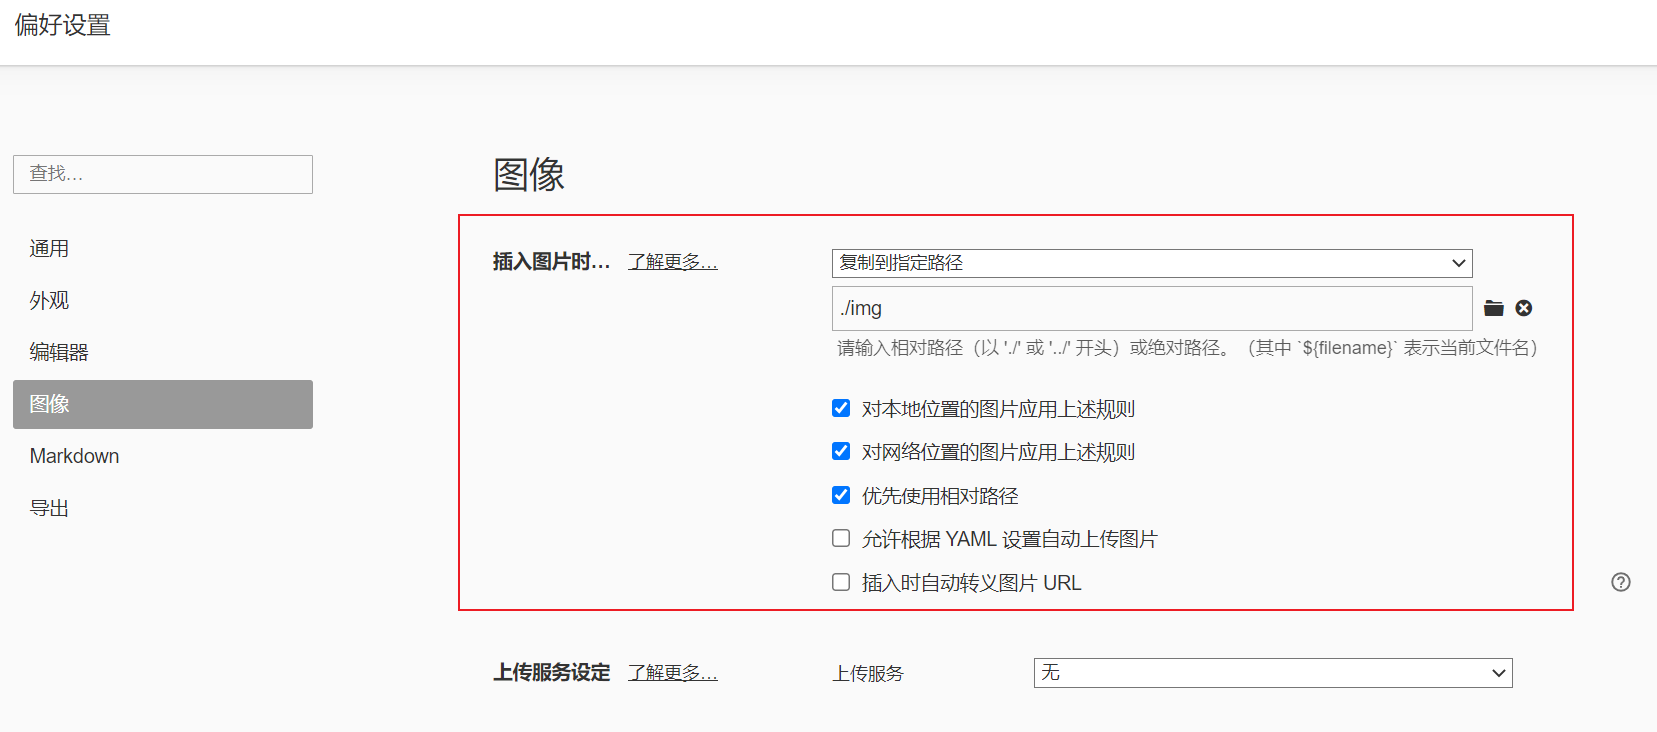 偏好设置
查找...
通用
外观
编辑器
图像
Markdown
导出
图像
插入图片时... 了解更多... 复制到指定路径
./img
请输入相对路径（以 './' 或 '../' 开头）或绝对路径。（其中 `${filename}` 表示当前文件名）
对本地位置的图片应用上述规则
对网络位置的图片应用上述规则
优先使用相对路径
允许根据 YAML 设置自动上传图片
插入时自动转义图片 URL
上传服务设定 了解更多... 上传服务 无